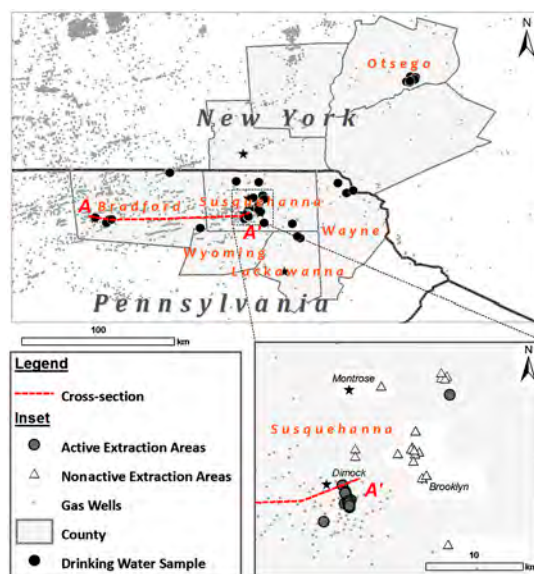 N
Otsego
New York
A Bradford Susquehanna
A' Wayne
Wyoming
Lackawanna
Pennsylvania
100
km
Legend
Cross-section
Inset
Active Extraction Areas
Nonactive Extraction Areas
Gas Wells
County
Drinking Water Sample
N
Montrose
Susquehanna
Dimock
A'
Brooklyn
10
km